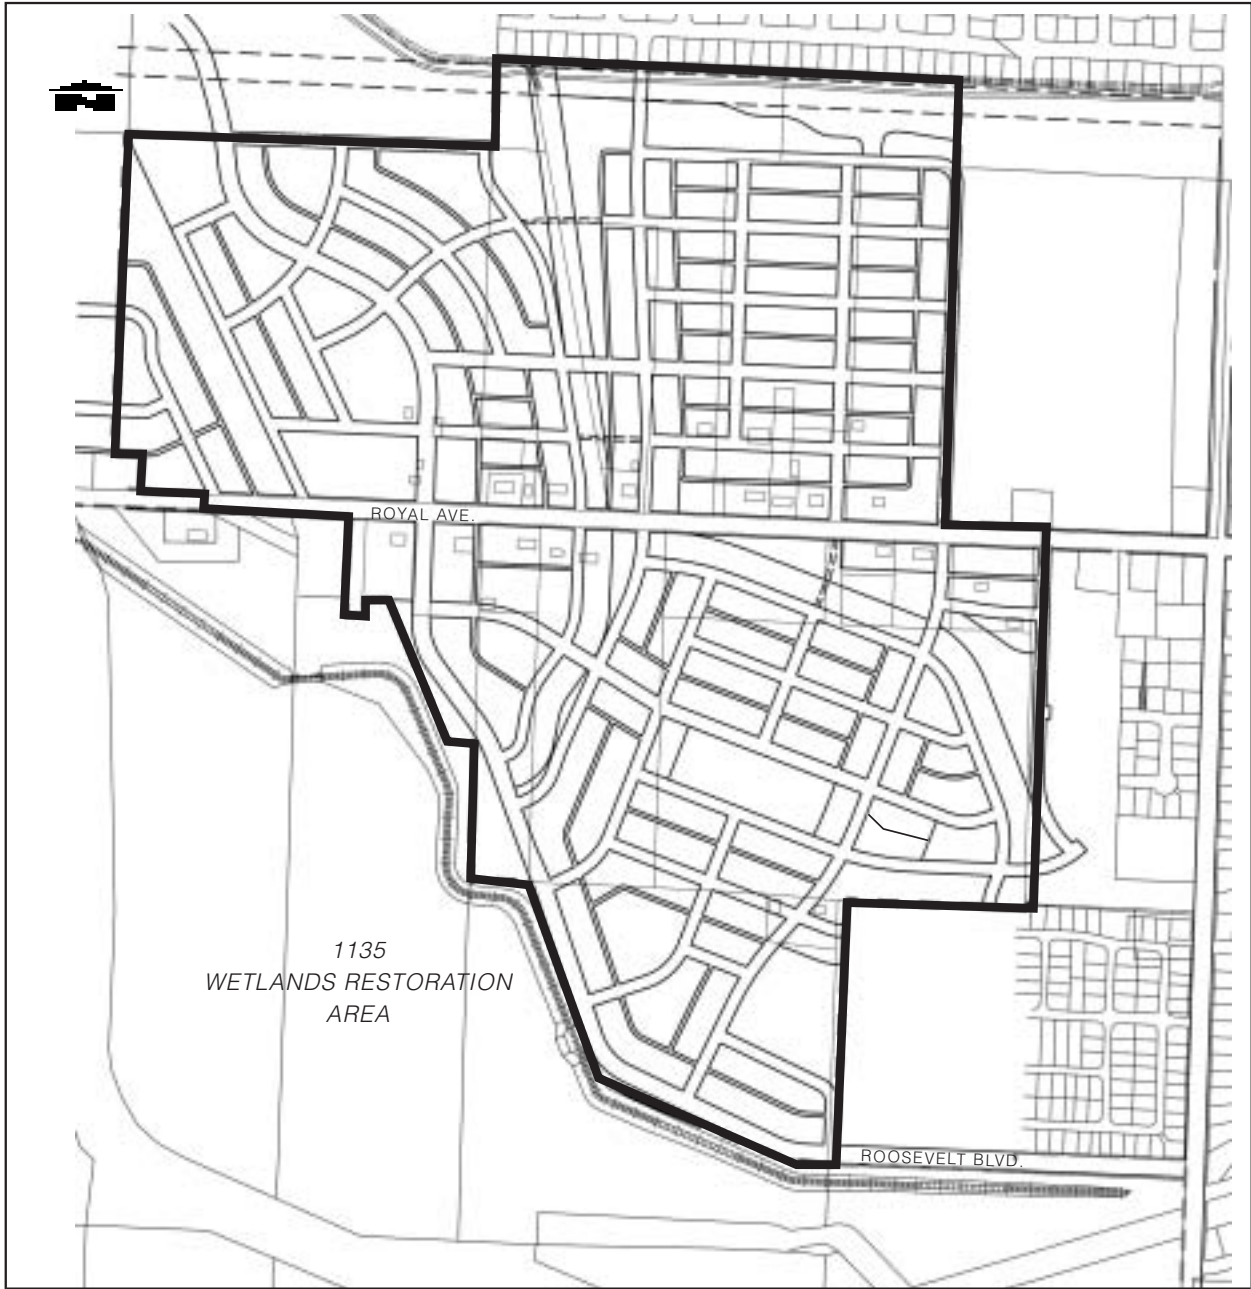 ROYAL AVE.
1135
WETLANDS RESTORATION
AREA
ROOSEVELT BLVD.